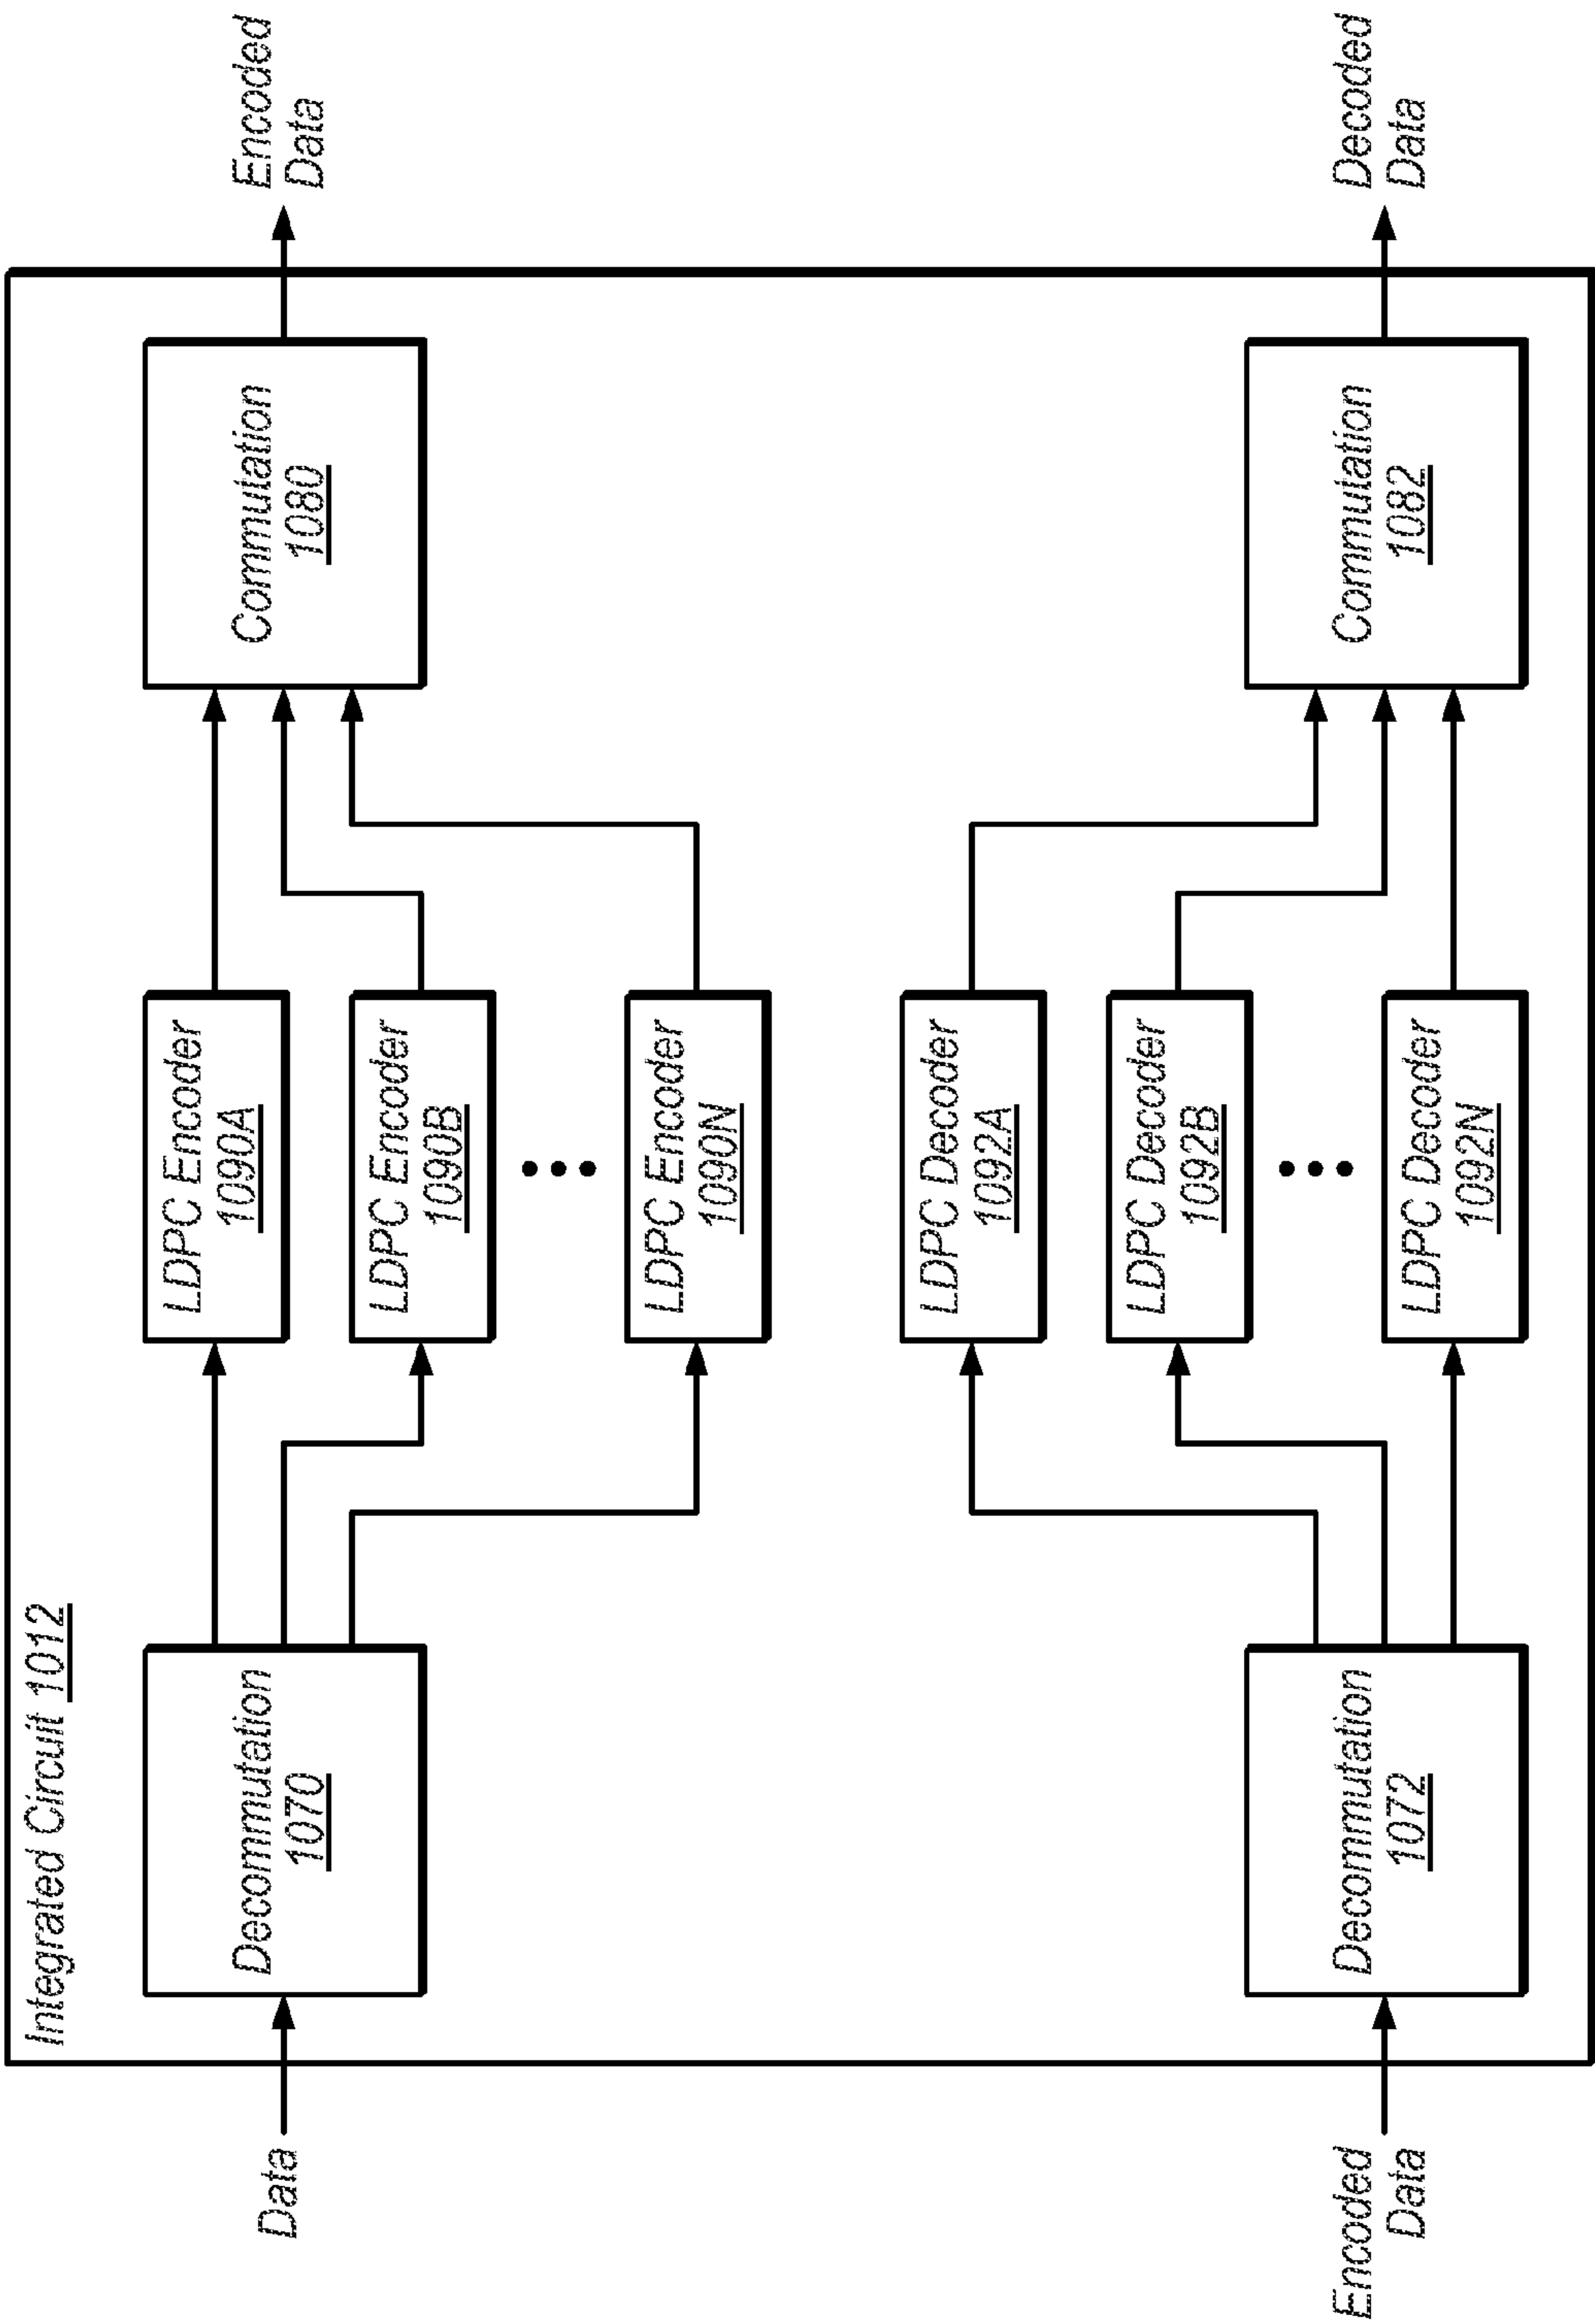 Integrated Circuit 1012
Data
Decommutation
1070
LDPC Encoder
1090A
LDPC Encoder
1090B
LDPC Encoder
1090N
Commutation
1080
Encoded
Data
Encoded
Data
Decommutation
1072
LDPC Decoder
1092A
LDPC Decoder
1092B
LDPC Decoder
1092N
Commutation
1082
Decoded
Data